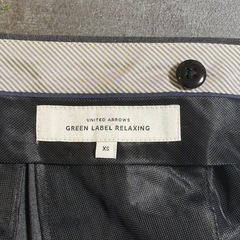 UNITED ARROWS
GREEN LABEL RELAXING
XS